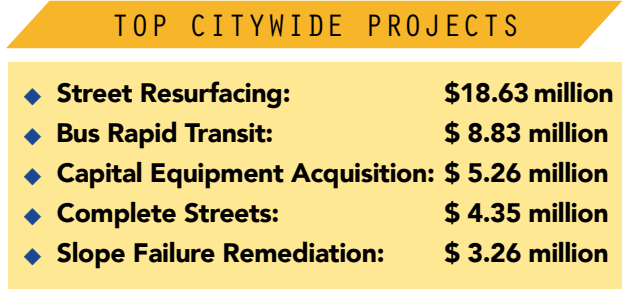 TOP CITYWIDE PROJECTS
◆ Street Resurfacing: $18.63 million
◆ Bus Rapid Transit: $ 8.83 million
◆ Capital Equipment Acquisition: $ 5.26 million
◆ Complete Streets: $ 4.35 million
◆ Slope Failure Remediation: $ 3.26 million